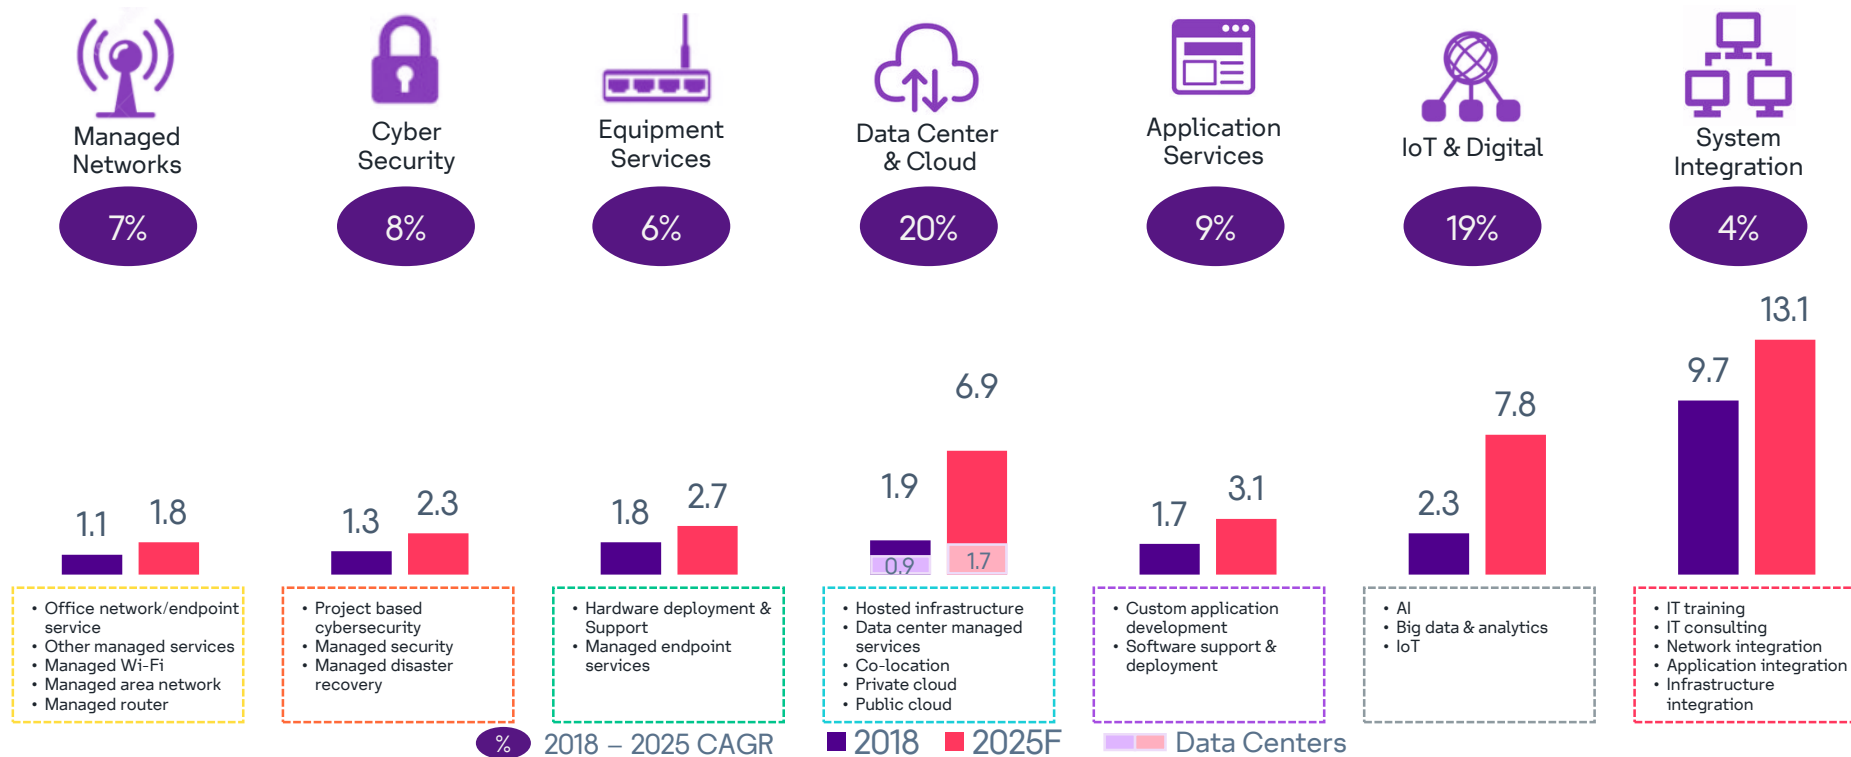 Managed
Networks
Cyber
Security
Equipment
Services
Data Center
& Cloud
Application
Services
IoT & Digital
System
Integration
7%
8%
6%
20%
9%
19%
4%
1.1
1.8
1.3
2.3
1.8
2.7
1.9
0.9
6.9
1.7
1.7
3.1
2.3
7.8
9.7
13.1
• Office network/endpoint
service
• Other managed services
• Managed Wi-Fi
• Managed area network
• Managed router
• Project based
cybersecurity
• Managed security
• Managed disaster
recovery
• Hardware deployment &
Support
• Managed endpoint
services
• Hosted infrastructure
• Data center managed
services
• Co-location
• Private cloud
• Public cloud
• Custom application
development
• Software support &
deployment
• AI
• Big data & analytics
• IoT
• IT training
• IT consulting
• Network integration
• Application integration
• Infrastructure
integration
% 2018 – 2025 CAGR
2018
2025F
Data Centers